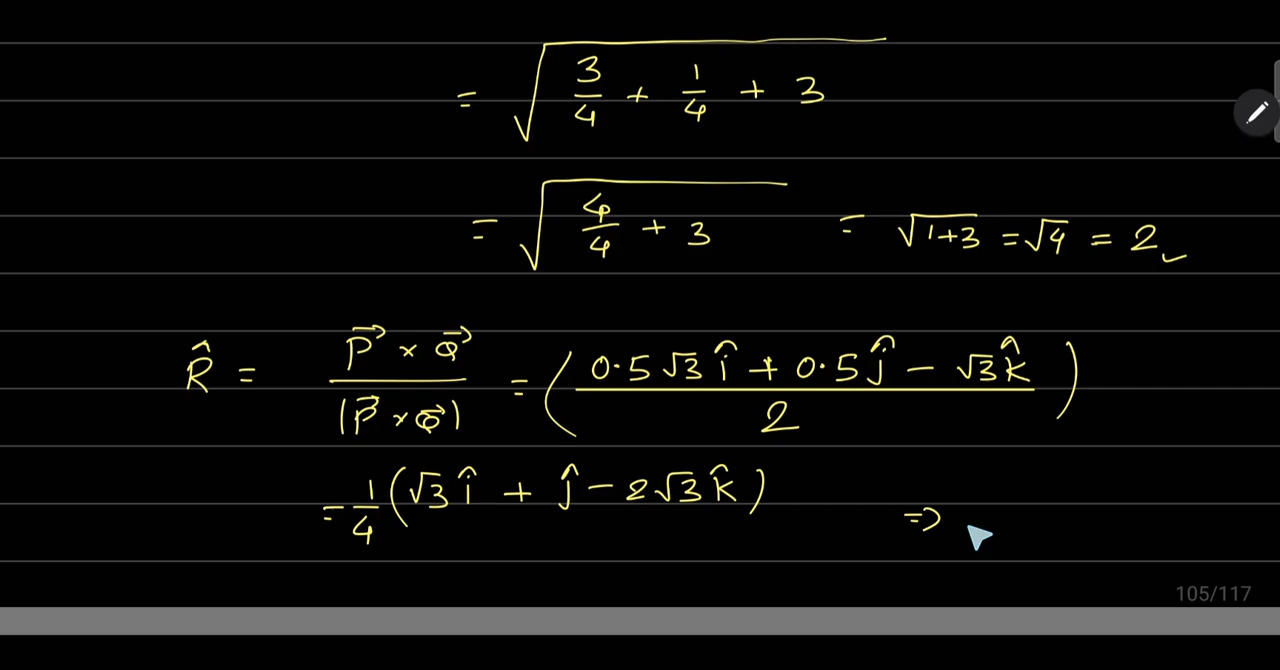 = √(3/4 + 1/4 + 3)
= √(4/4 + 3) = √(1+3) = √4 = 2
R̂ = (P⃗ × Q⃗)/(|P⃗ × Q⃗|) = ((0.5√3 î + 0.5 ĵ − √3 k̂)/2)
= 1/4 (√3 î + ĵ − 2√3 k̂) ⇒
105/117